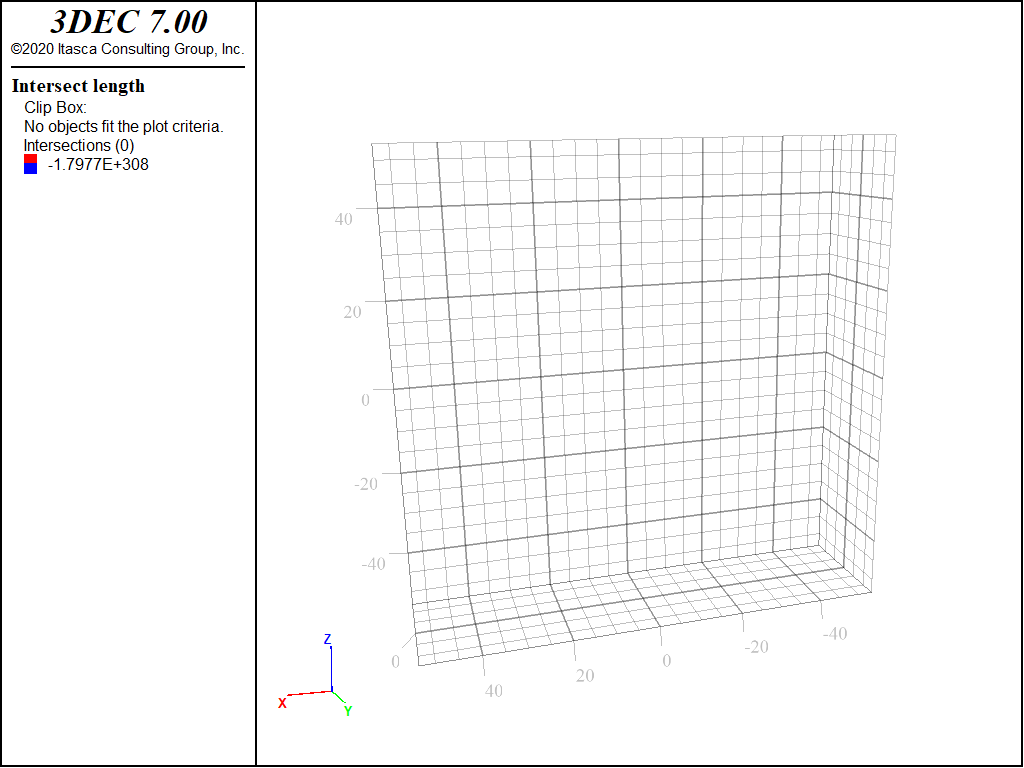 3DEC 7.00
©2020 Itasca Consulting Group, Inc.
Intersect length
Clip Box:
No objects fit the plot criteria.
Intersections (0)
-1.7977E+308
40
20
0
-20
-40
0
40
20
0
-20
-40
Z
X
Y